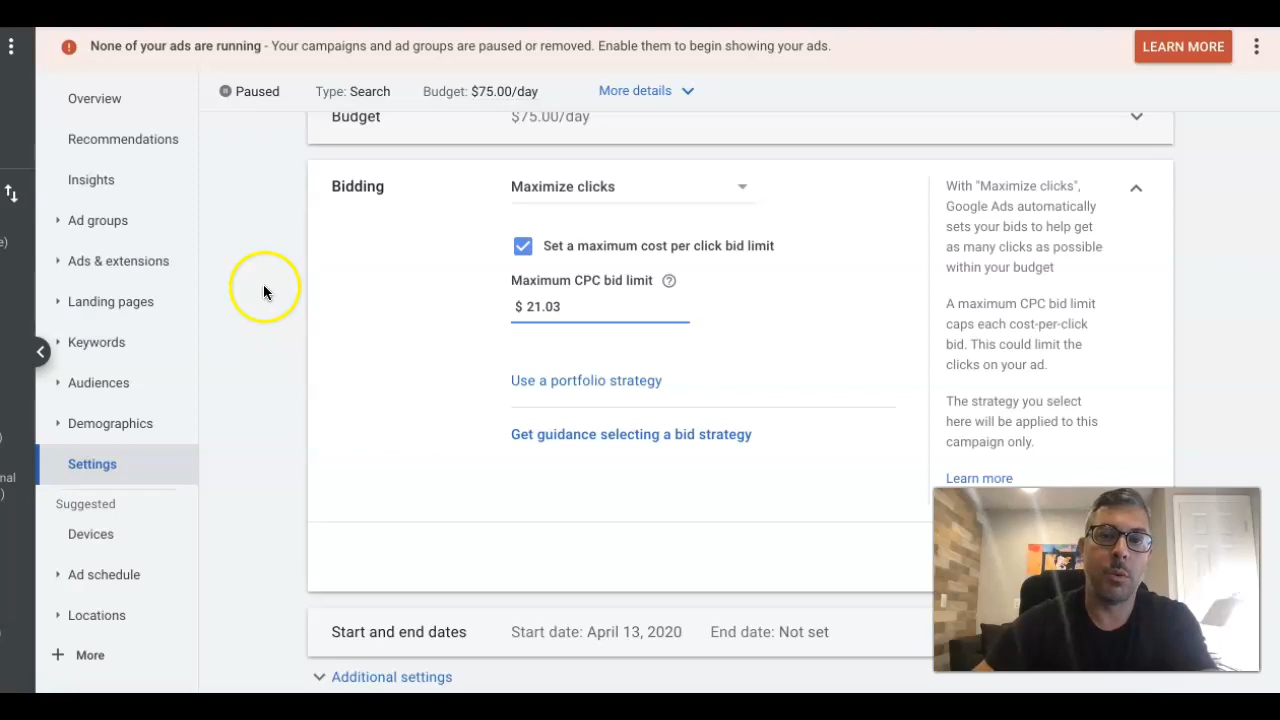 None of your ads are running - Your campaigns and ad groups are paused or removed. Enable them to begin showing your ads.
LEARN MORE
Paused
Type: Search
Budget: $75.00/day
More details
Overview
Recommendations
Insights
Ad groups
Ads & extensions
Landing pages
Keywords
Audiences
Demographics
Settings
Suggested
Devices
Ad schedule
Locations
More
e)
)
nal
)
Budget
$75.00/day
Bidding
Maximize clicks
Set a maximum cost per click bid limit
Maximum CPC bid limit
$ 21.03
Use a portfolio strategy
Get guidance selecting a bid strategy
With "Maximize clicks",
Google Ads automatically
sets your bids to help get
as many clicks as possible
within your budget
A maximum CPC bid limit
caps each cost-per-click
bid. This could limit the
clicks on your ad.
The strategy you select
here will be applied to this
campaign only.
Learn more
Start and end dates
Start date: April 13, 2020
End date: Not set
Additional settings